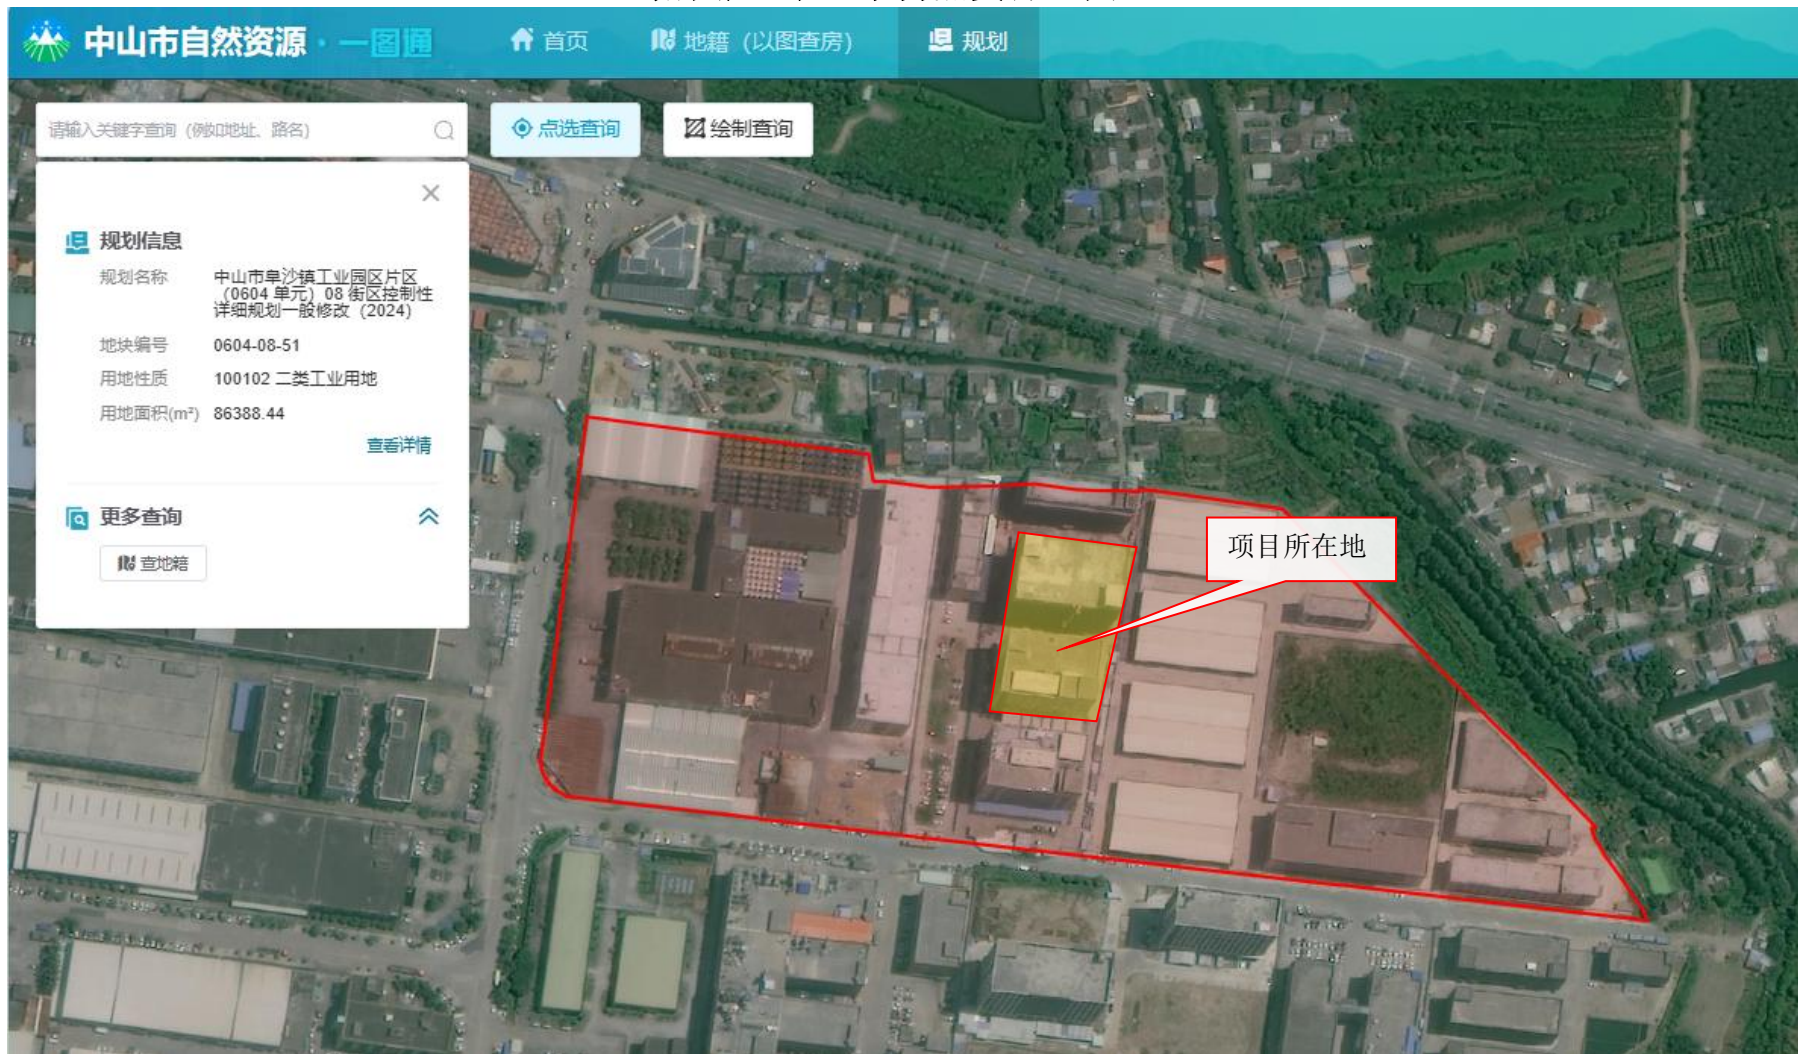 中山市自然资源·一图通
首页
地籍（以图查房）
规划
请输入关键字查询（例如地址、路名）
点选查询
绘制查询
规划信息
规划名称
中山市阜沙镇工业园区片区
（0604 单元）08 街区控制性
详细规划一般修改（2024）
地块编号
0604-08-51
用地性质
100102 二类工业用地
用地面积(m²)
86388.44
查看详情
更多查询
查地籍
项目所在地